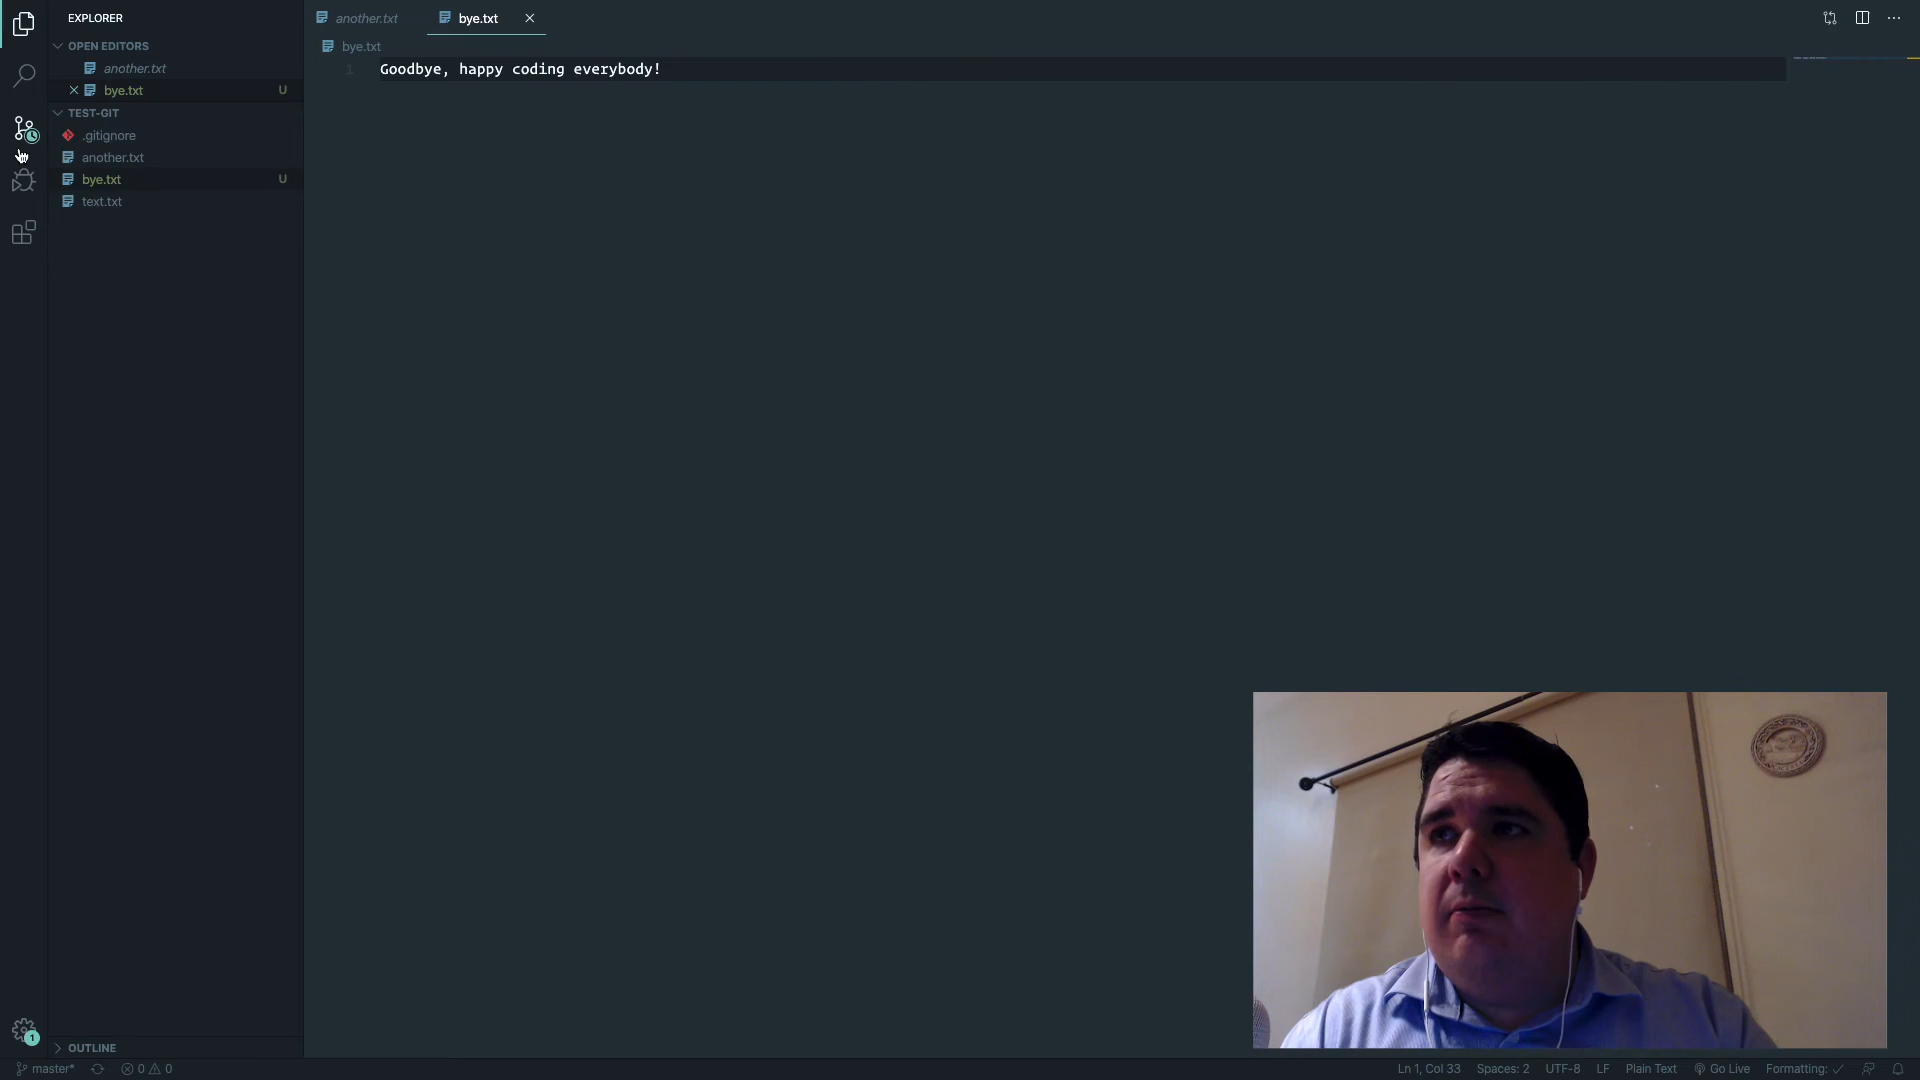 EXPLORER
OPEN EDITORS
another.txt
bye.txt U
TEST-GIT
.gitignore
another.txt
bye.txt U
text.txt
OUTLINE
another.txt bye.txt
bye.txt
1 Goodbye, happy coding everybody!
1
master* 0 0 Ln 1, Col 33 Spaces: 2 UTF-8 LF Plain Text Go Live Formatting: ✓